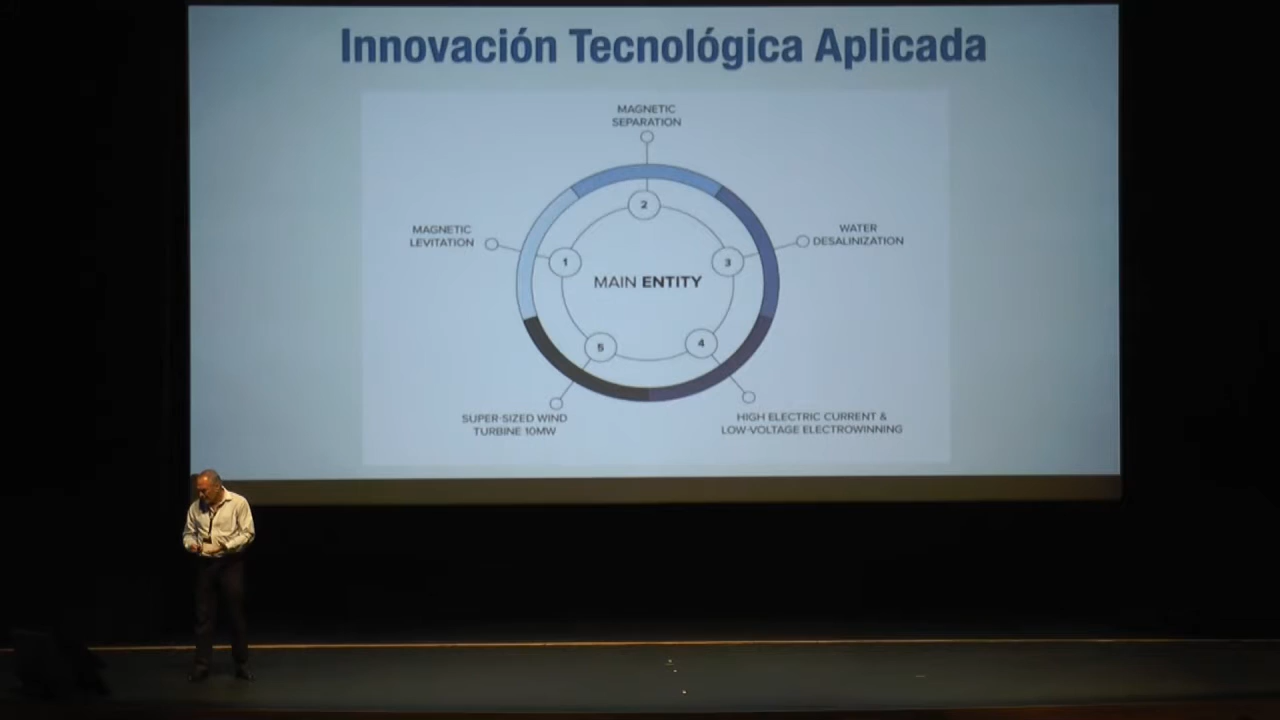 Innovación Tecnológica Aplicada
MAGNETIC
SEPARATION
2
MAGNETIC
LEVITATION
WATER
DESALINIZATION
1
3
MAIN ENTITY
5
4
SUPER-SIZED WIND
TURBINE 10MW
HIGH ELECTRIC CURRENT &
LOW-VOLTAGE ELECTROWINNING